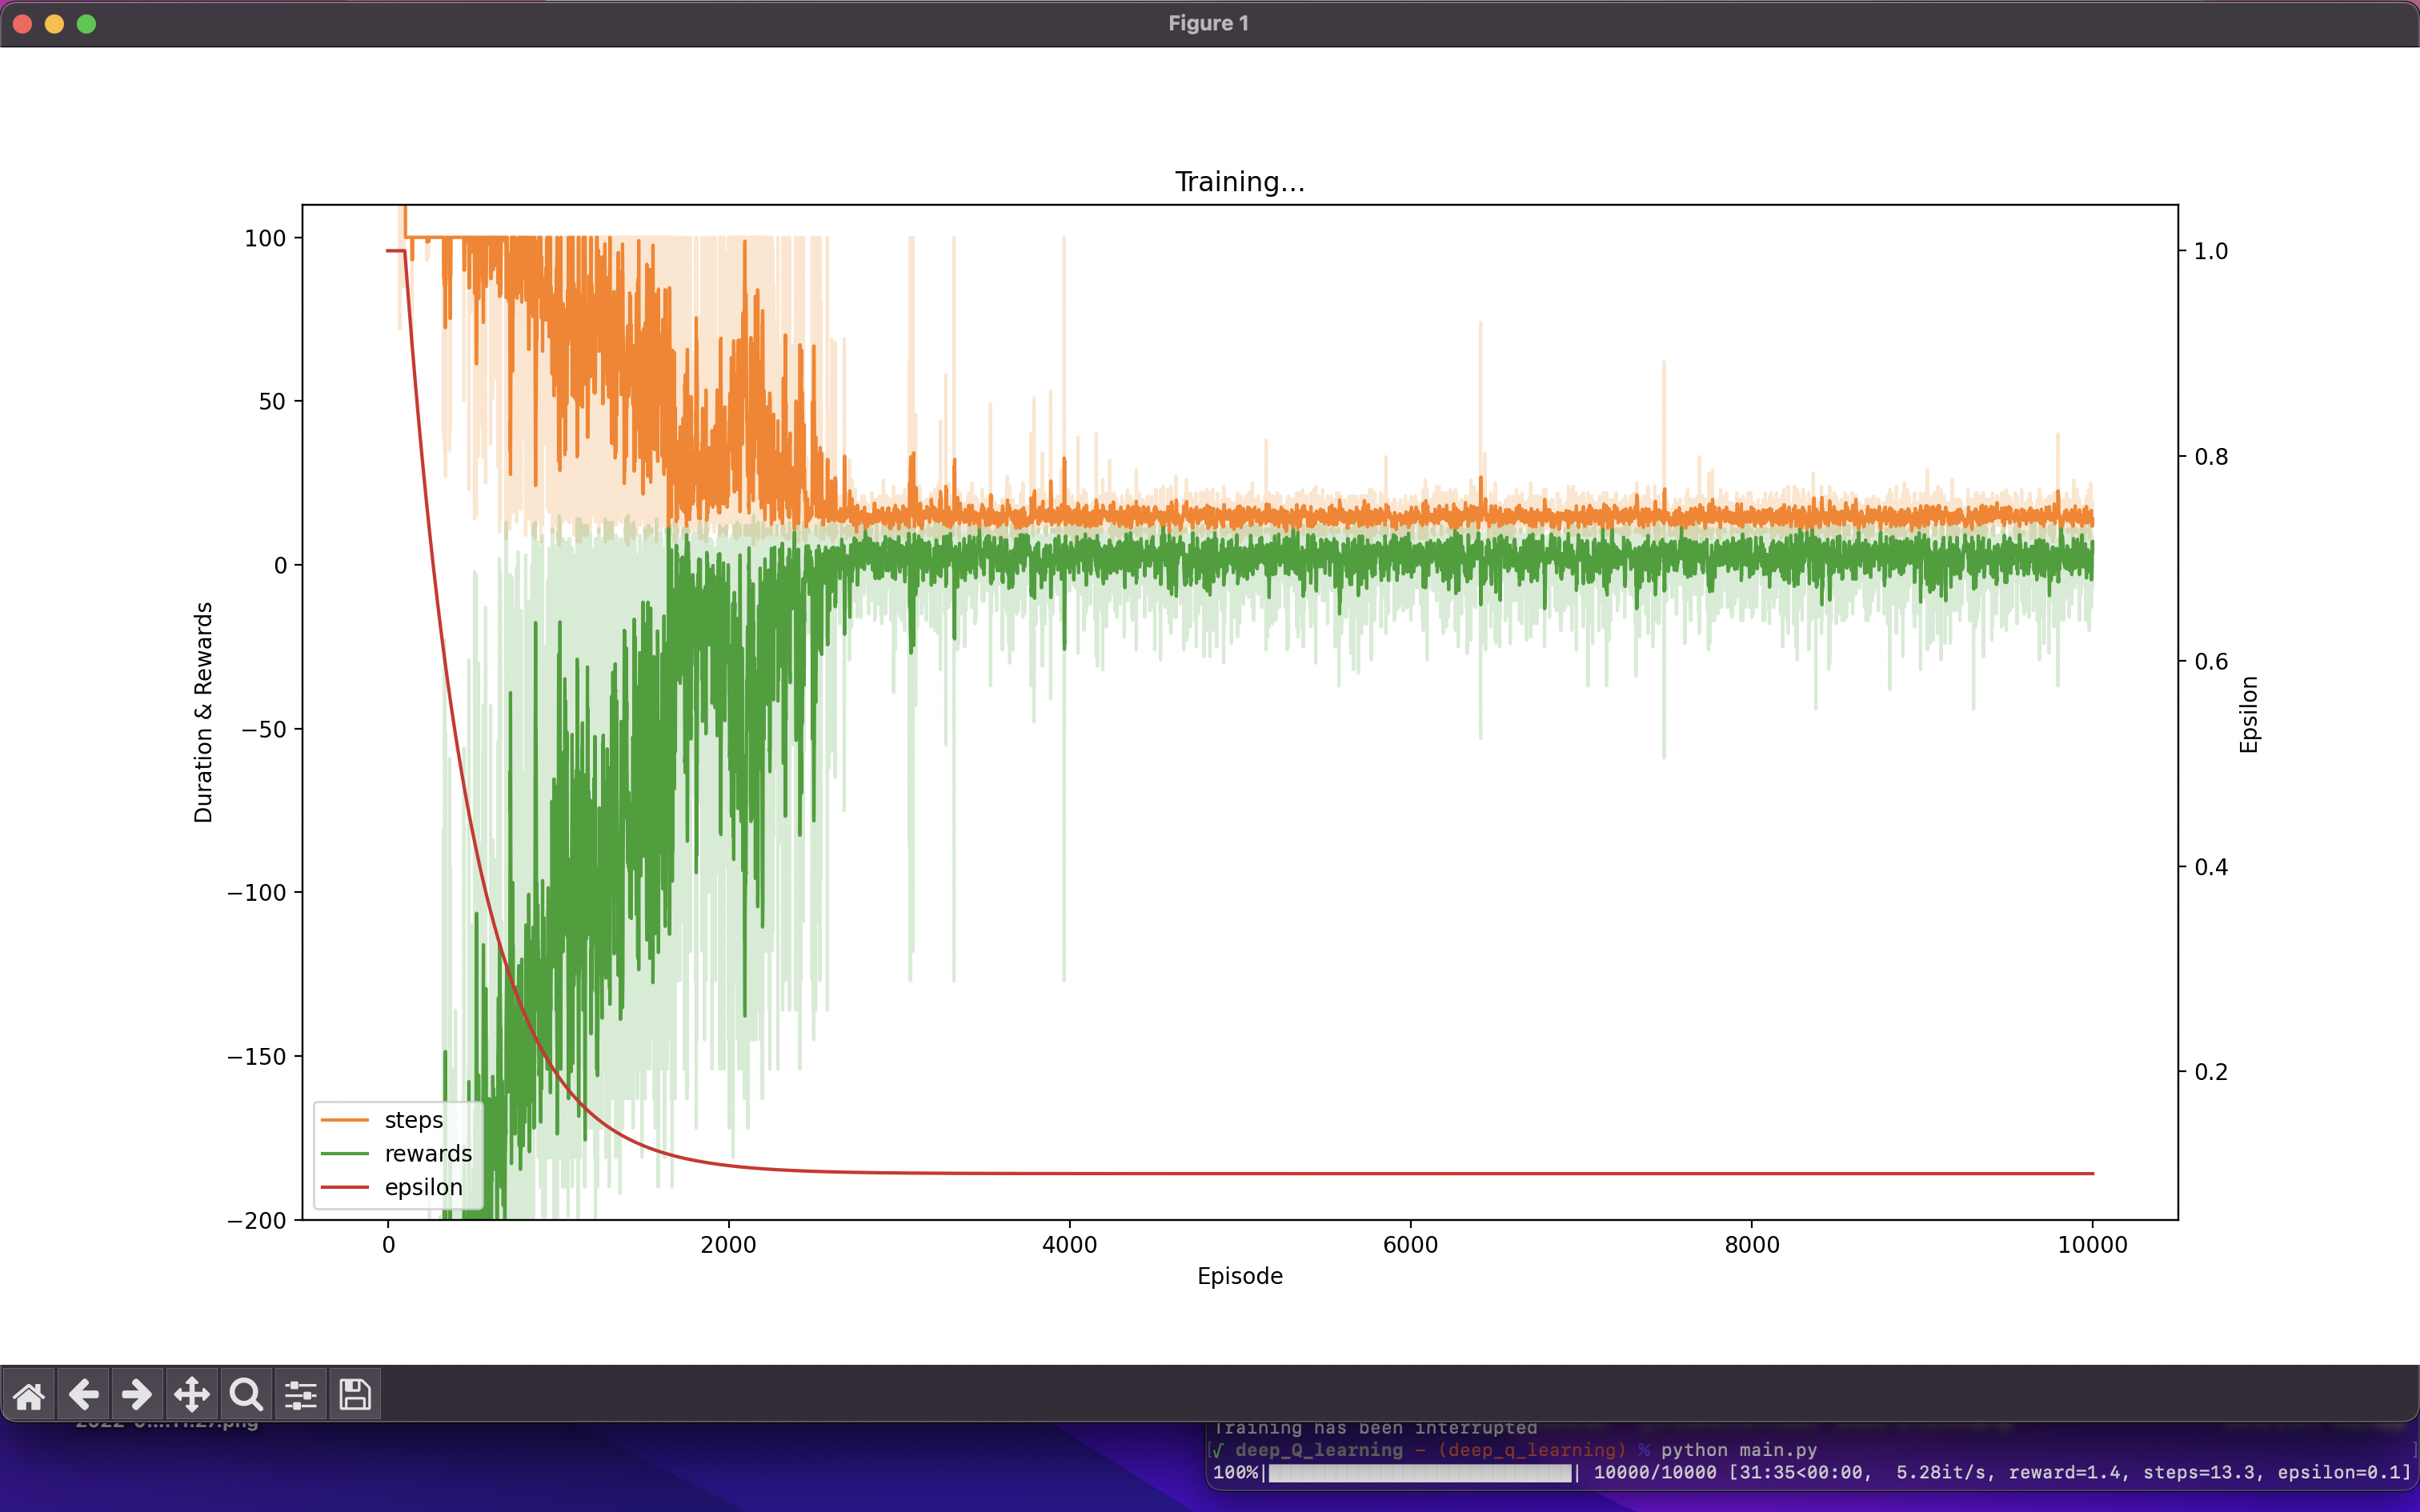 Figure 1
Training...
100
50
0
−50
−100
−150
−200
Duration & Rewards
1.0
0.8
0.6
0.4
0.2
Epsilon
steps
rewards
epsilon
0
2000
4000
6000
8000
10000
Episode
Training has been interrupted
[√ deep_Q_learning – (deep_q_learning) % python main.py ]
100%| | 10000/10000 [31:35<00:00, 5.28it/s, reward=1.4, steps=13.3, epsilon=0.1]